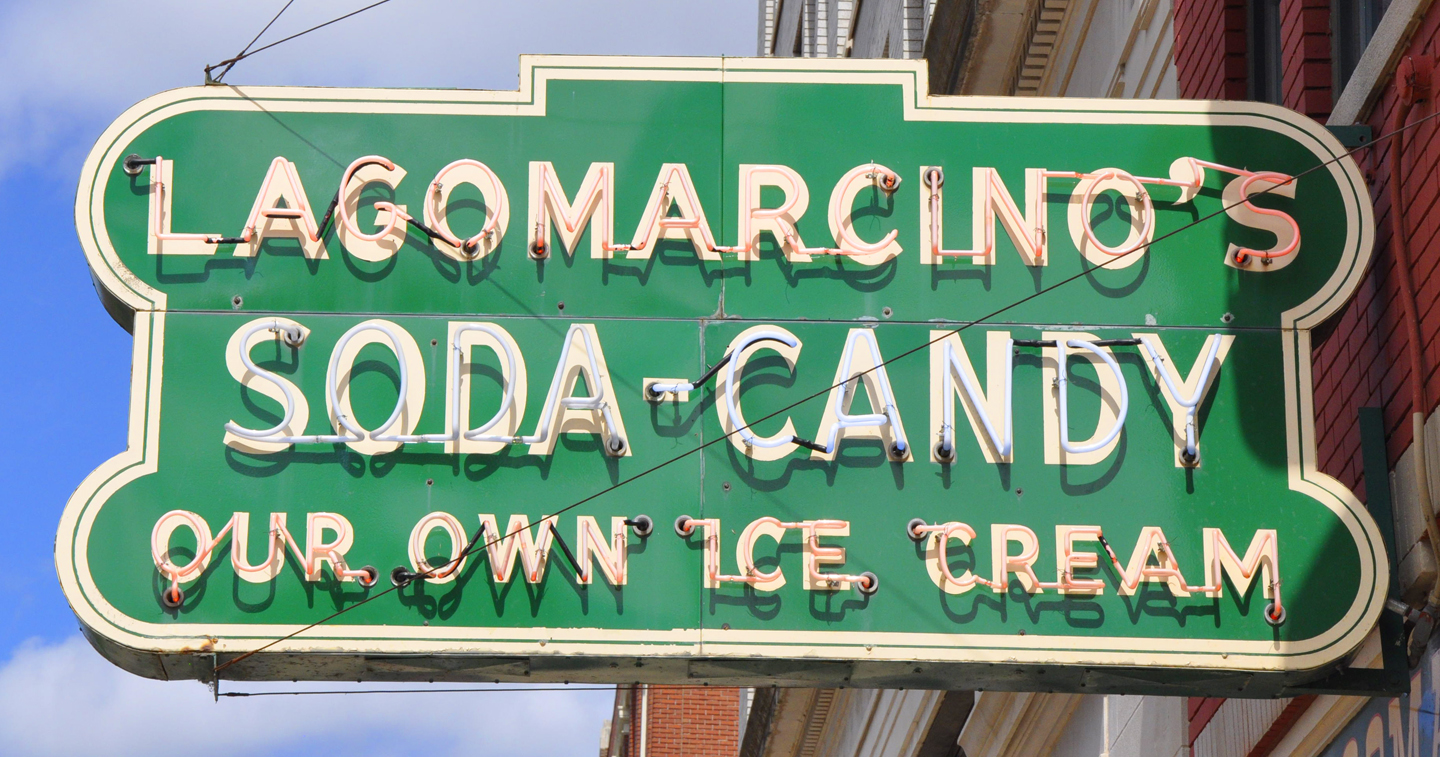 LAGOMARCINO'S
SODA-CANDY
OUR OWN ICE CREAM